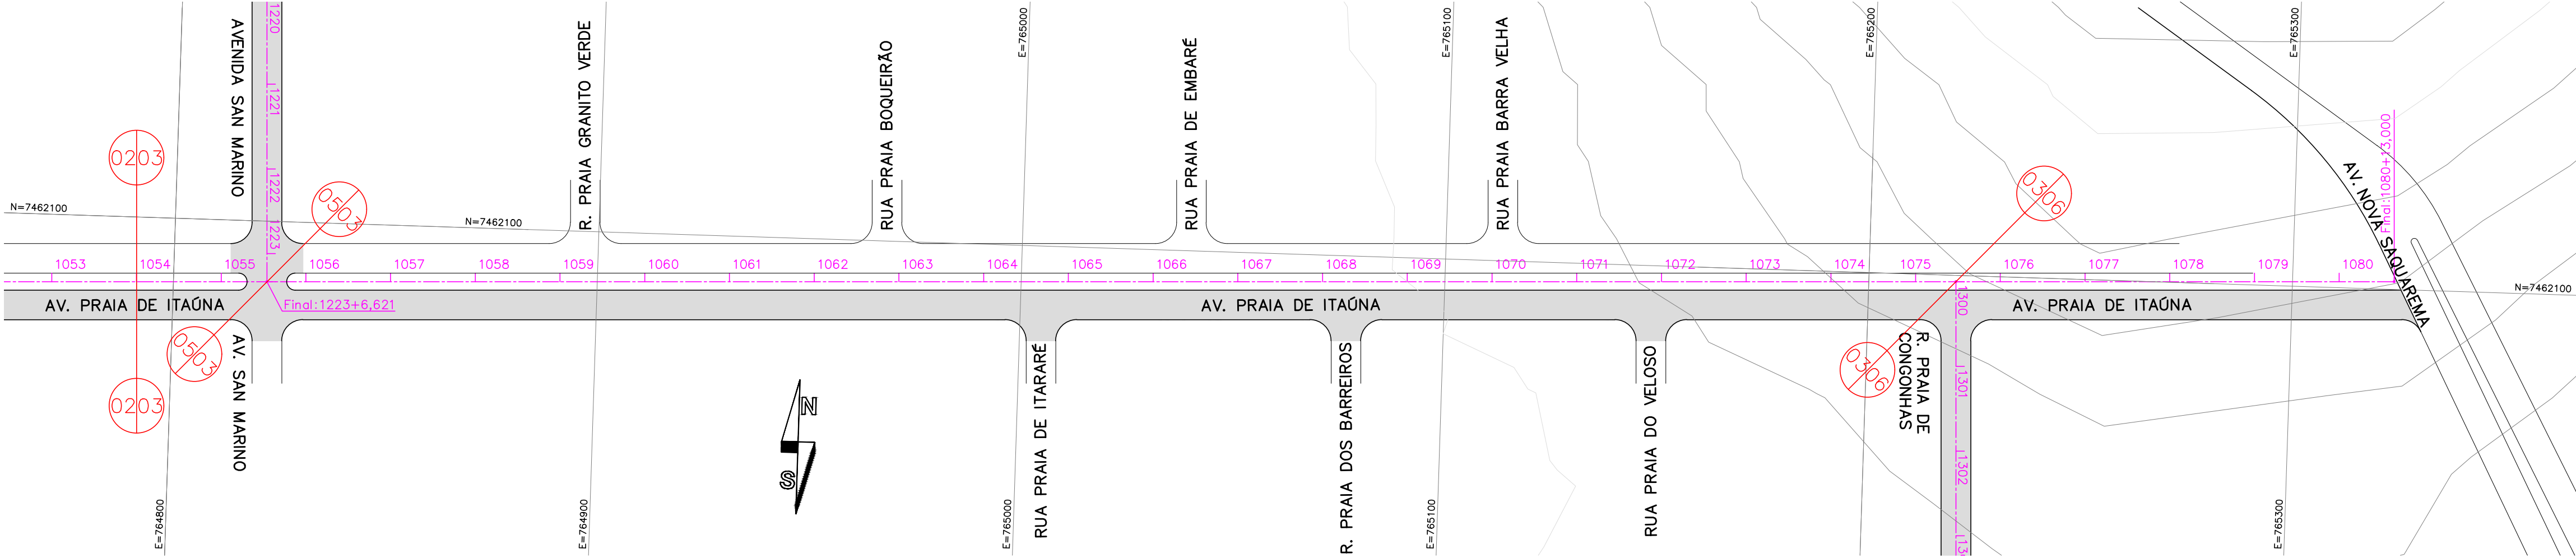 AVENIDA SAN MARINO
1220
1221
1222
1223
R. PRAIA GRANITO VERDE
RUA PRAIA BOQUEIRÃO
E=765000
RUA PRAIA DE EMBARÉ
E=765100
RUA PRAIA BARRA VELHA
E=765200
E=765300
0203
0503
0306
N=7462100
N=7462100
AV. NOVA SAQUAREMA
Final:1080+13,000
1053
1054
1055
1056
1057
1058
1059
1060
1061
1062
1063
1064
1065
1066
1067
1068
1069
1070
1071
1072
1073
1074
1075
1076
1077
1078
1079
1080
N=7462100
AV. PRAIA DE ITAÚNA
Final:1223+6,621
AV. PRAIA DE ITAÚNA
AV. PRAIA DE ITAÚNA
1300
1301
1302
0203
0503
0306
AV. SAN MARINO
N
S
RUA PRAIA DE ITARARÉ
R. PRAIA DOS BARREIROS
RUA PRAIA DO VELOSO
R. PRAIA DE
CONGONHAS
E=764800
E=764900
E=765000
E=765100
E=765300